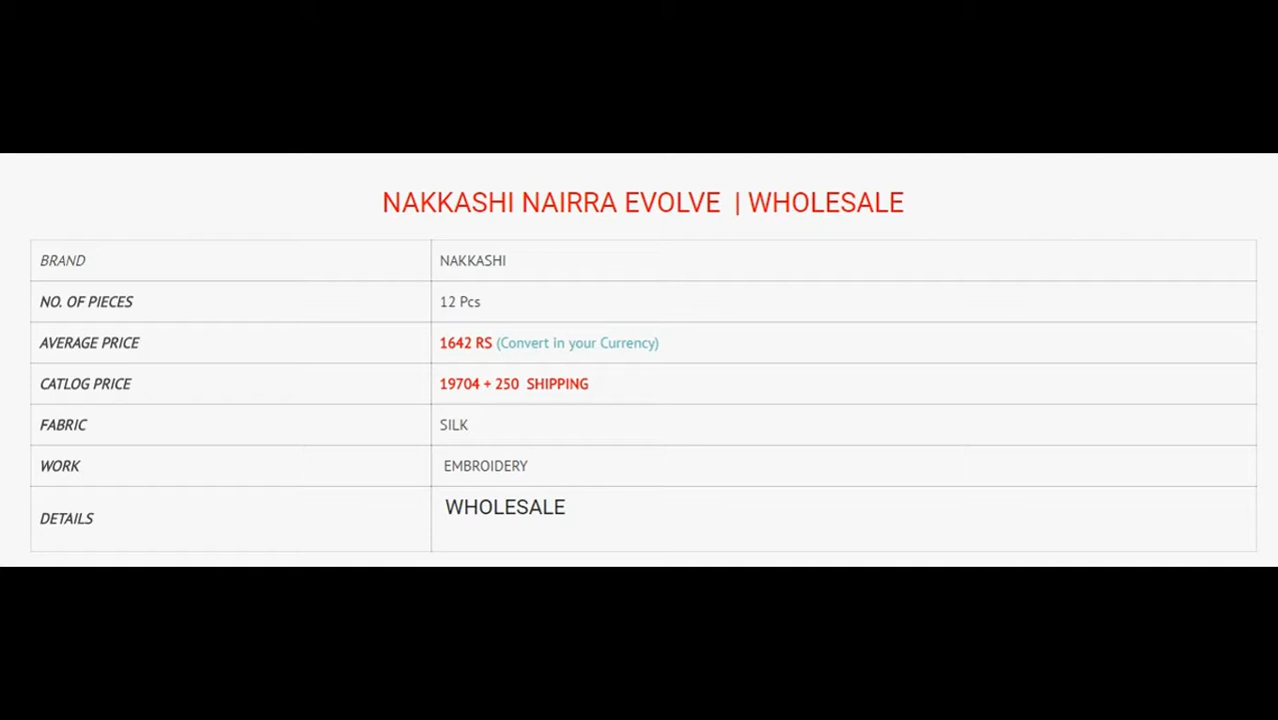 NAKKASHI NAIRRA EVOLVE | WHOLESALE
BRAND NAKKASHI
NO. OF PIECES 12 Pcs
AVERAGE PRICE 1642 RS (Convert in your Currency)
CATLOG PRICE 19704 + 250 SHIPPING
FABRIC SILK
WORK EMBROIDERY
DETAILS WHOLESALE